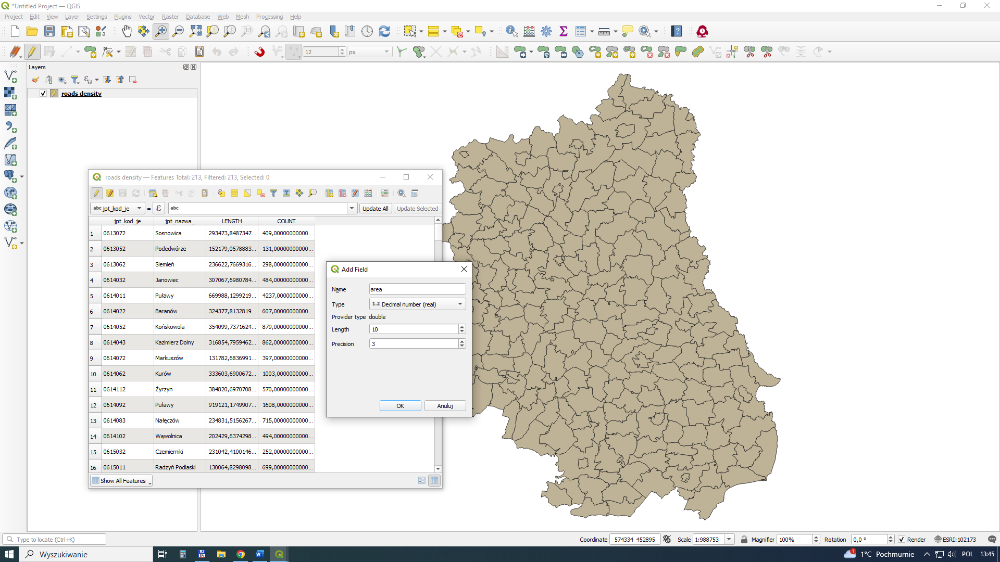 *Untitled Project — QGIS
Project Edit View Layer Settings Plugins Vector Raster Database Web Mesh Processing Help
12 px
Layers
roads density
roads density — Features Total: 213, Filtered: 213, Selected: 0
abc jpt_kod_je = ε abc Update All Update Selected
jpt_kod_je jpt_nazwa_ LENGTH COUNT
1 0613072 Sosnowica 293473,8487347... 409,00000000000...
2 0613052 Podedwórze 152179,0578883... 131,00000000000...
3 0613062 Siemień 236622,7669316... 298,00000000000...
4 0614032 Janowiec 307067,6980784... 484,00000000000...
5 0614011 Puławy 669988,1299219... 4237,0000000000...
6 0614022 Baranów 324377,8132819... 607,00000000000...
7 0614052 Końskowola 354099,7371624... 879,00000000000...
8 0614043 Kazimierz Dolny 316854,7959462... 862,00000000000...
9 0614072 Markuszów 131782,6836991... 397,00000000000...
10 0614062 Kurów 333603,6900672... 1003,0000000000...
11 0614112 Żyrzyn 384820,6970708... 570,00000000000...
12 0614092 Puławy 919121,1749907... 1608,0000000000...
13 0614083 Nałęczów 234831,5156267... 715,00000000000...
14 0614102 Wąwolnica 202429,6374298... 494,00000000000...
15 0615032 Czemierniki 231042,4100146... 252,00000000000...
16 0615011 Radzyń Podlaski 130064,8298098... 699,00000000000...
Show All Features
Add Field
Name area
Type 1.2 Decimal number (real)
Provider type double
Length 10
Precision 3
OK Anuluj
Type to locate (Ctrl+K) Coordinate 574334 452895 Scale 1:988753 Magnifier 100% Rotation 0,0 ° Render ESRI:102173
Wyszukiwanie 1 1°C Pochmurnie POL 13:45